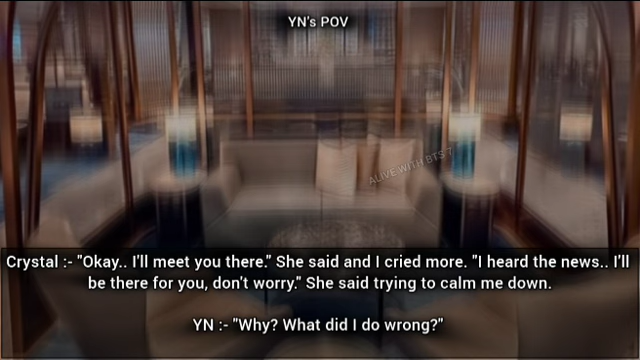 YN's POV
ALIVE WITH BTS 7
Crystal :- "Okay.. I'll meet you there." She said and I cried more. "I heard the news.. I'll
be there for you, don't worry." She said trying to calm me down.
YN :- "Why? What did I do wrong?"